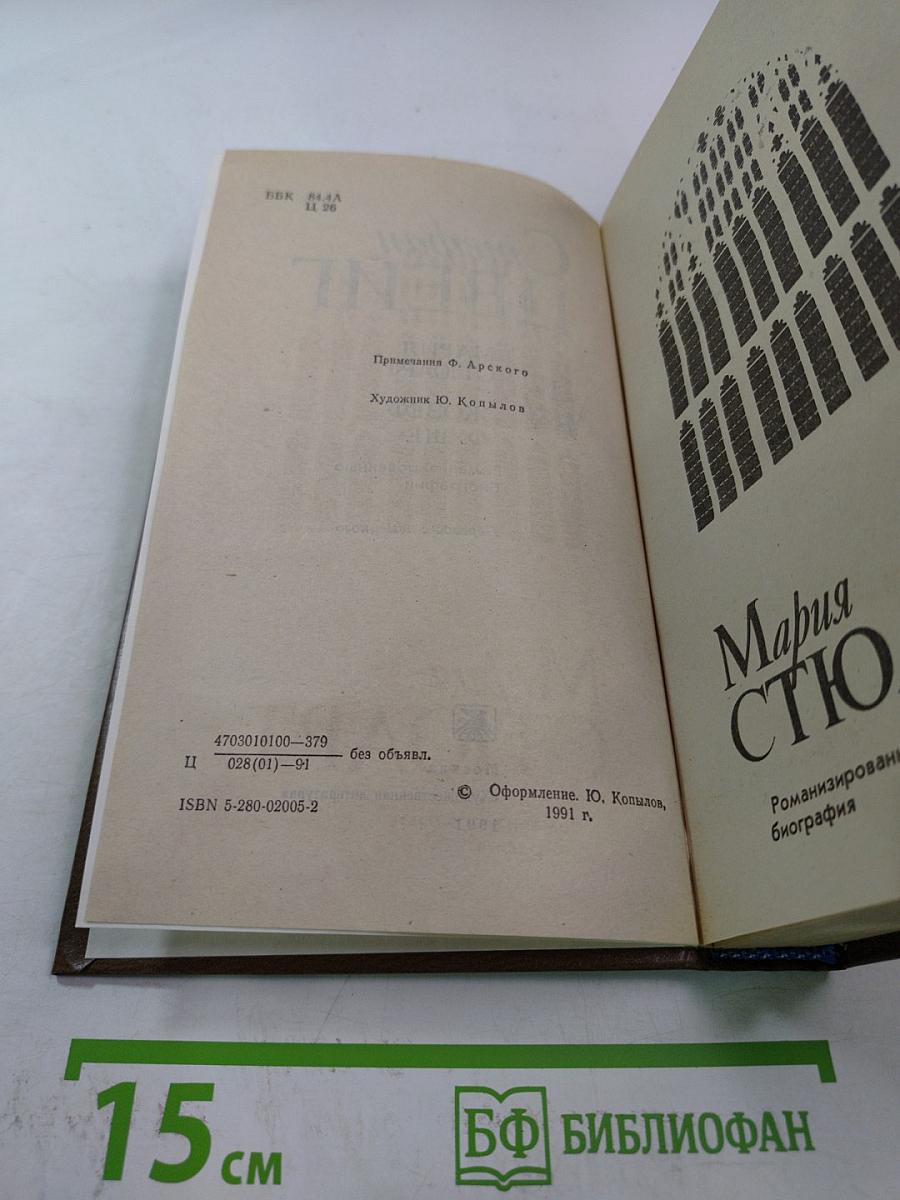 ББК 84.4А
Ц 26
Примечания Ф. Арского
Художник Ю. Копылов
4703010100—379
Ц ——— без объявл.
028(01)—91
ISBN 5-280-02005-2
© Оформление. Ю. Копылов,
1991 г.
Мария
СТЮ
Романизированн
биография
15 см
БФ БИБЛИОФАН